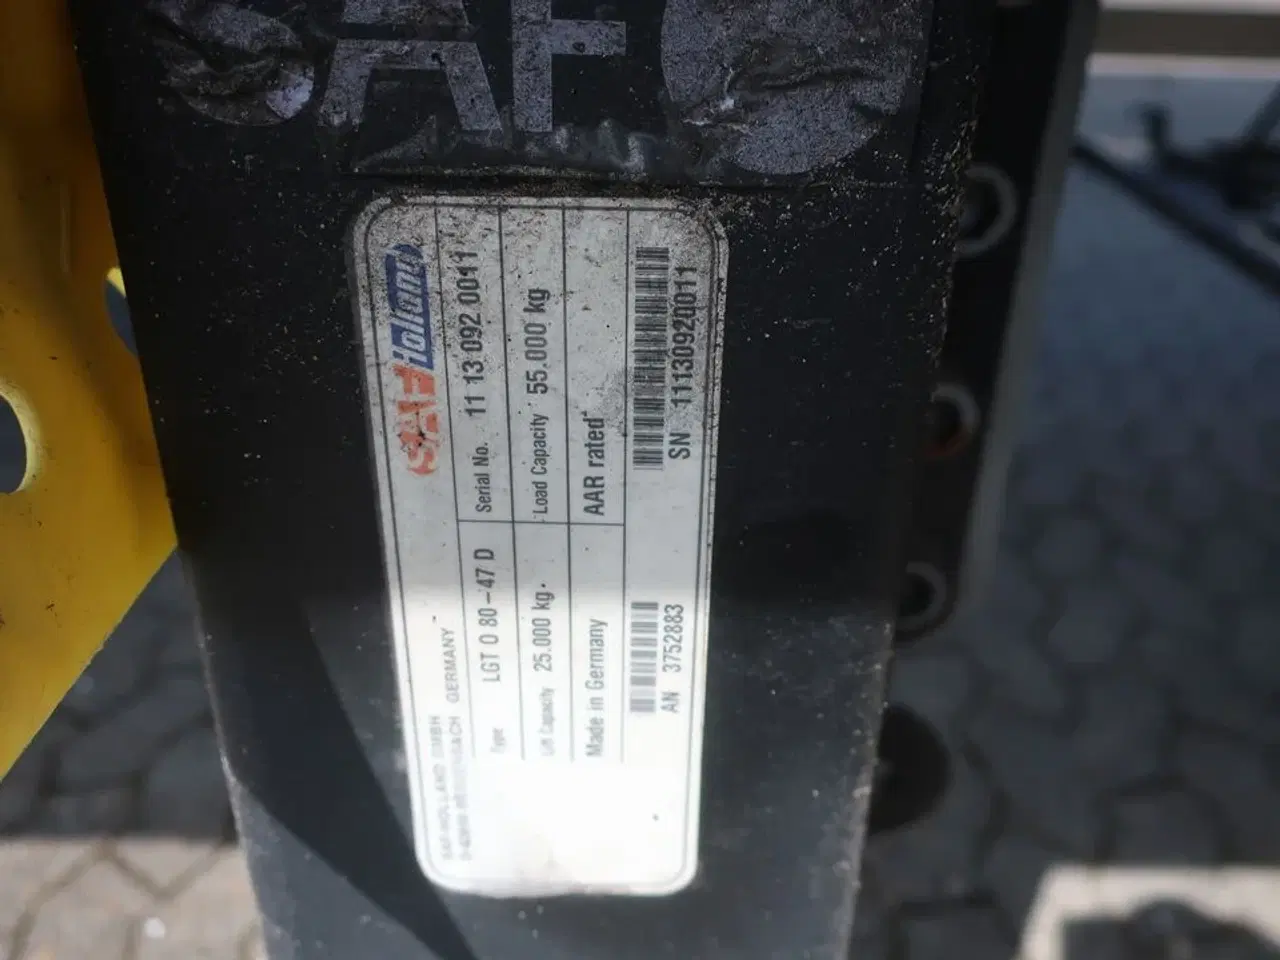 SAF
SAF Holland
SAF-HOLLAND GMBH
GERMANY
Type LGT O 80-47 D Serial No. 11 13 092 0011
Lift Capacity 25.000 kg. Load Capacity 55.000 kg
Made in Germany AAR rated
AN 3752883 SN 11130920011